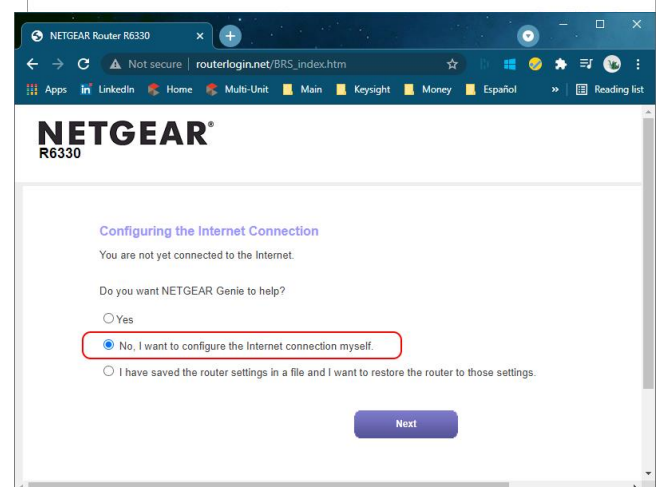 NETGEAR Router R6330
Not secure | routerlogin.net/BRS_index.htm
Apps LinkedIn Home Multi-Unit Main Keysight Money Español » Reading list
NETGEAR®
R6330
Configuring the Internet Connection
You are not yet connected to the Internet.
Do you want NETGEAR Genie to help?
Yes
No, I want to configure the Internet connection myself.
I have saved the router settings in a file and I want to restore the router to those settings.
Next